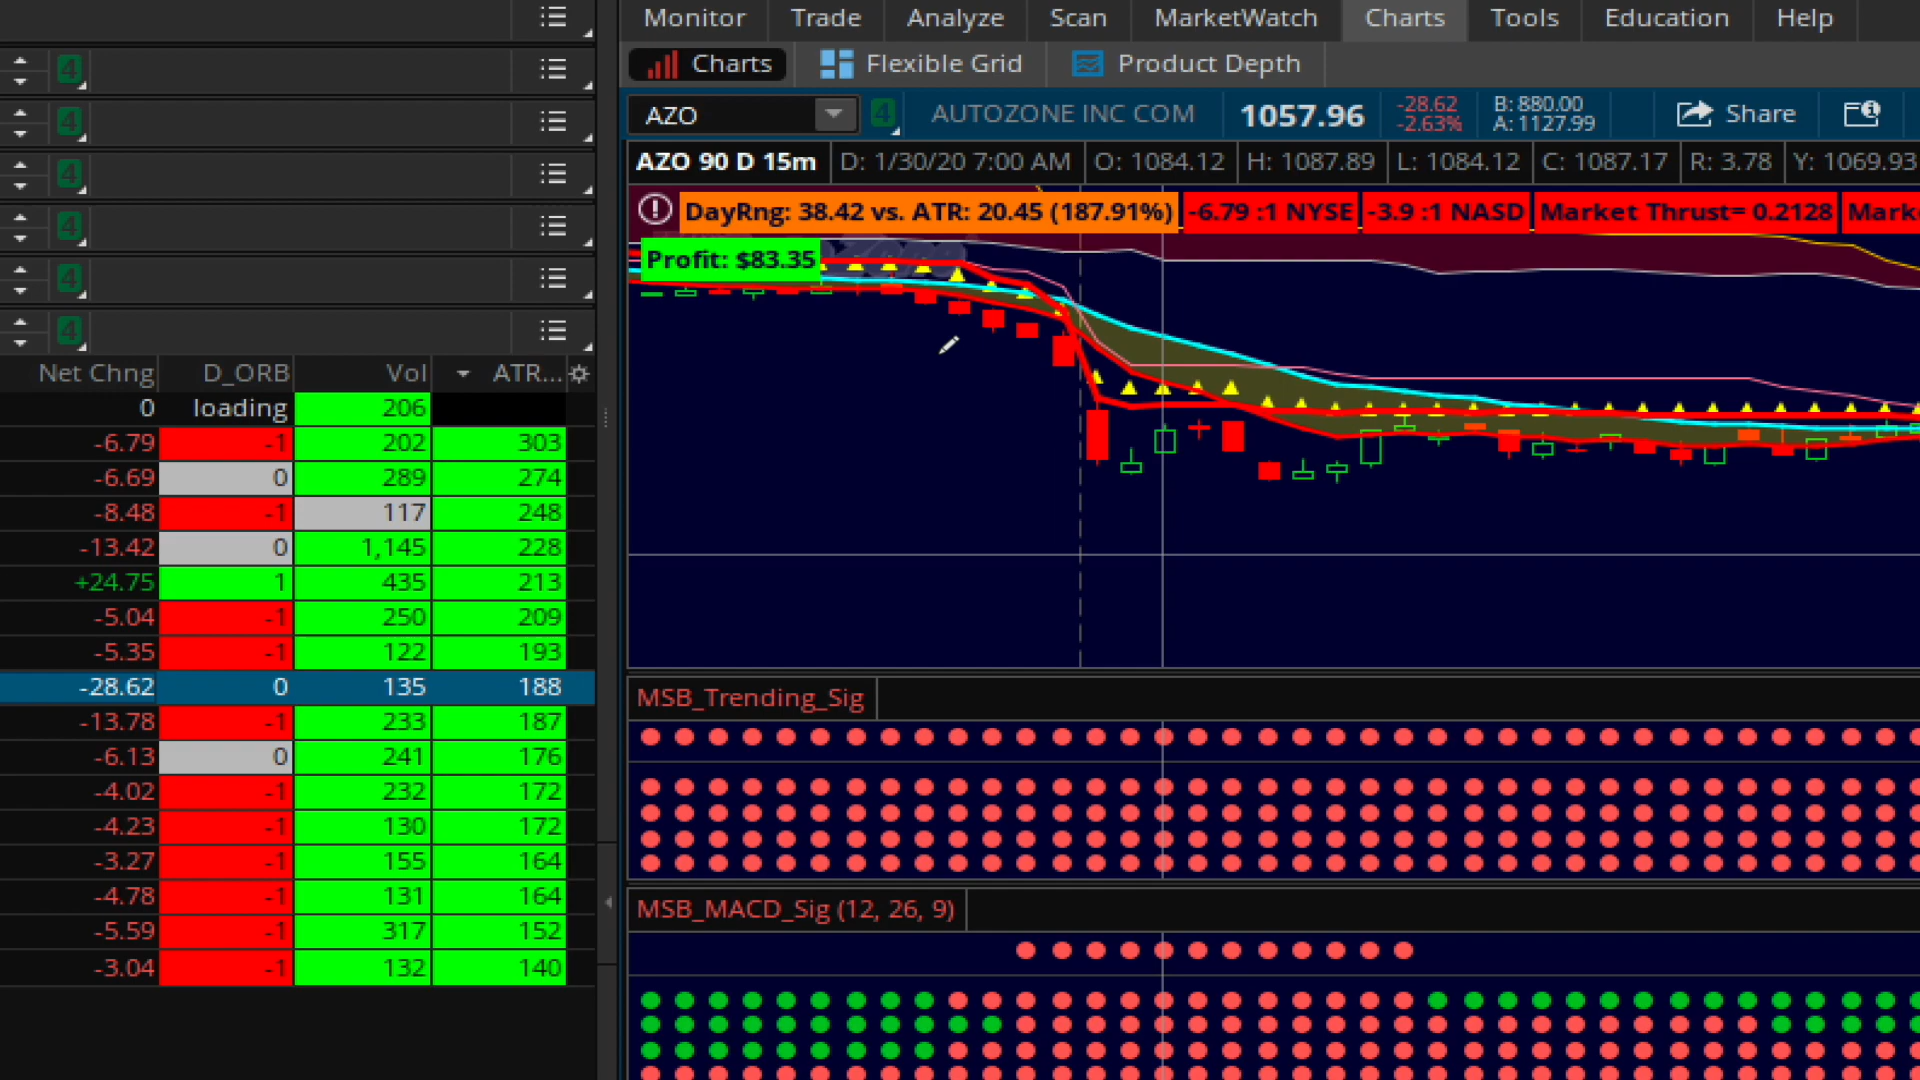 Monitor Trade Analyze Scan MarketWatch Charts Tools Education Help
Charts Flexible Grid Product Depth
AZO 4 AUTOZONE INC COM 1057.96 -28.62 -2.63% B: 880.00 A: 1127.99 Share
AZO 90 D 15m D: 1/30/20 7:00 AM O: 1084.12 H: 1087.89 L: 1084.12 C: 1087.17 R: 3.78 Y: 1069.93
DayRng: 38.42 vs. ATR: 20.45 (187.91%) -6.79 :1 NYSE -3.9 :1 NASD Market Thrust= 0.2128 Mark
Profit: $83.35
4
4
4
4
4
4
Net Chng D_ORB Vol ATR...
0 loading 206
-6.79 -1 202 303
-6.69 0 289 274
-8.48 -1 117 248
-13.42 0 1,145 228
+24.75 1 435 213
-5.04 -1 250 209
-5.35 -1 122 193
-28.62 0 135 188
-13.78 -1 233 187
-6.13 0 241 176
-4.02 -1 232 172
-4.23 -1 130 172
-3.27 -1 155 164
-4.78 -1 131 164
-5.59 -1 317 152
-3.04 -1 132 140
MSB_Trending_Sig
MSB_MACD_Sig (12, 26, 9)